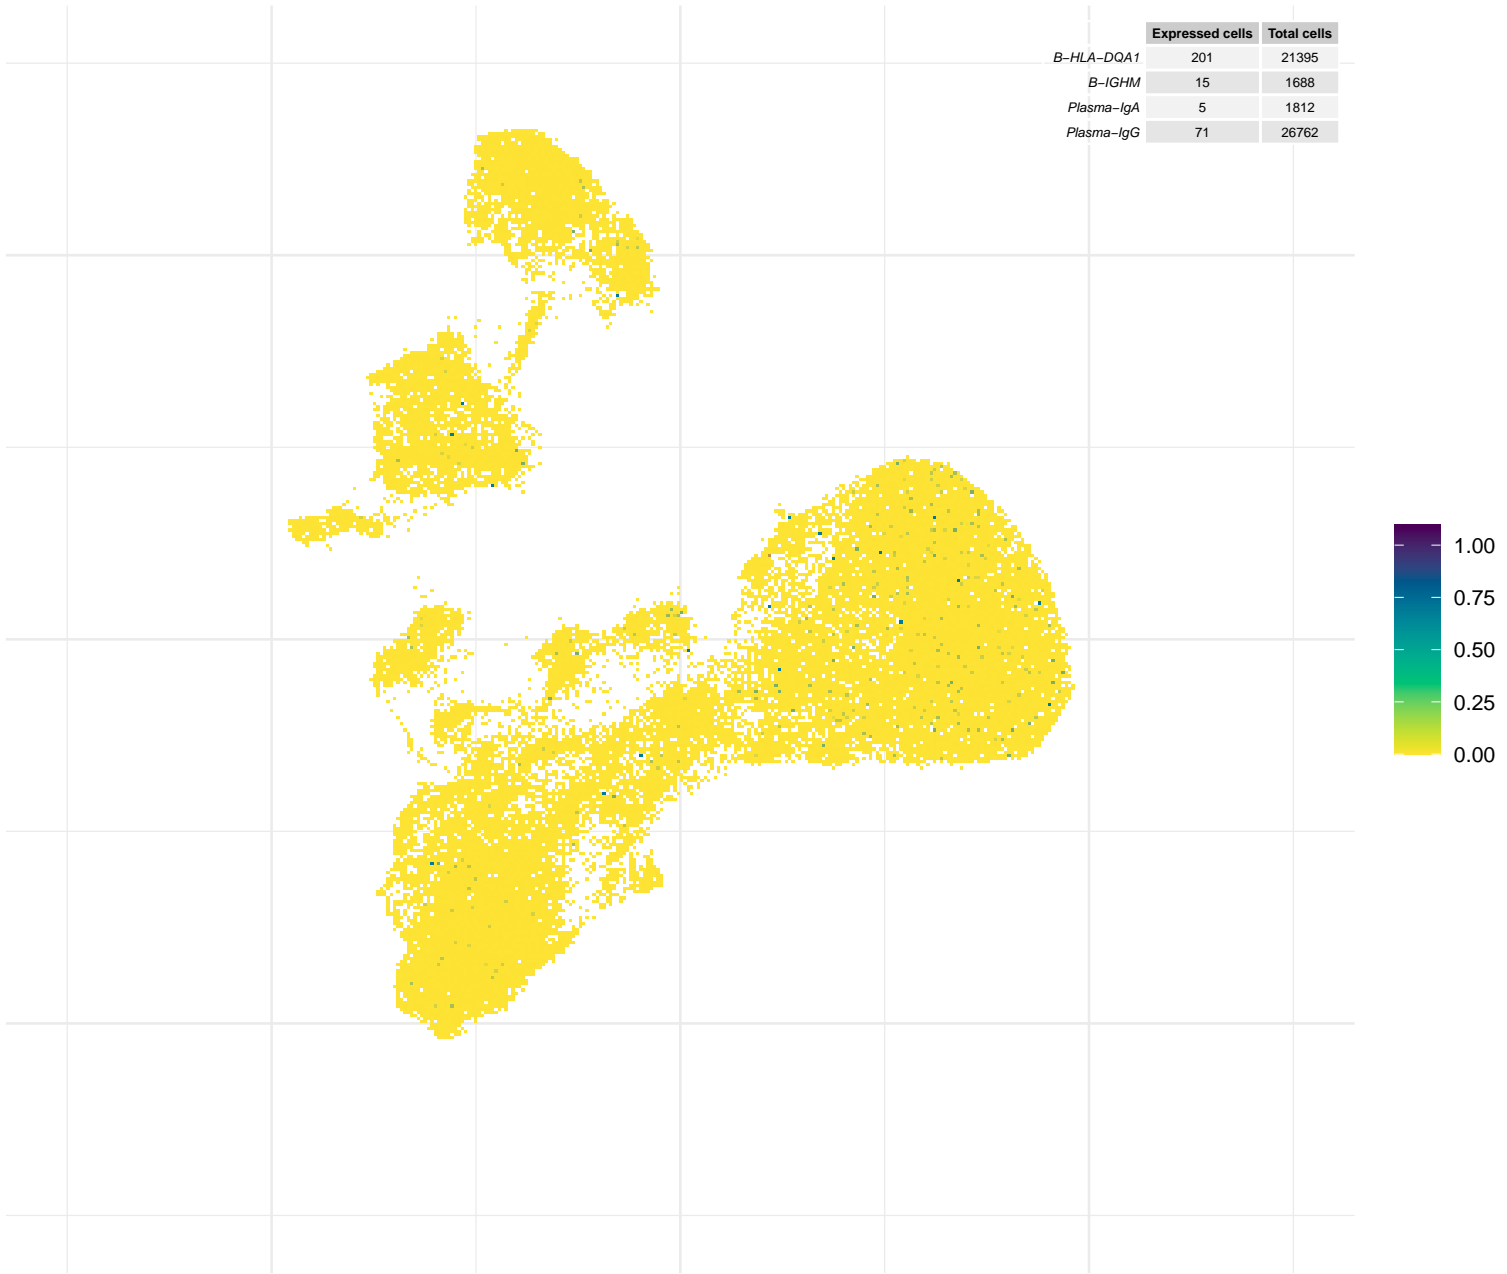 Expressed cells Total cells
B−HLA−DQA1 201 21395
B−IGHM 15 1688
Plasma−IgA 5 1812
Plasma−IgG 71 26762
1.00
0.75
0.50
0.25
0.00